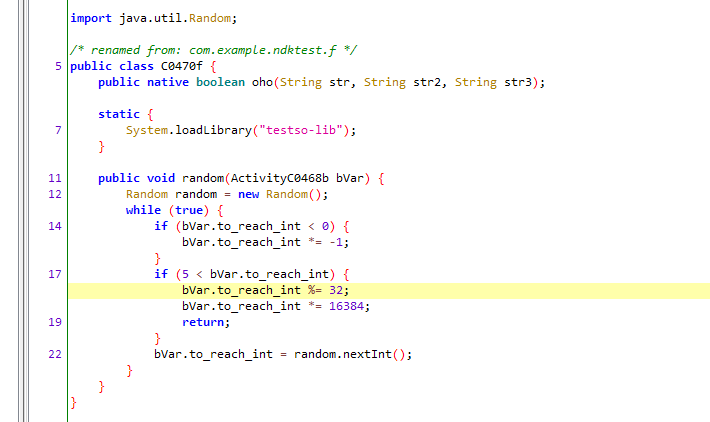 import java.util.Random;
/* renamed from: com.example.ndktest.f */
5 public class C0470f {
public native boolean oho(String str, String str2, String str3);
static {
7 System.loadLibrary("testso-lib");
}
11 public void random(ActivityC0468b bVar) {
12 Random random = new Random();
while (true) {
14 if (bVar.to_reach_int < 0) {
bVar.to_reach_int *= -1;
}
17 if (5 < bVar.to_reach_int) {
bVar.to_reach_int %= 32;
bVar.to_reach_int *= 16384;
19 return;
}
22 bVar.to_reach_int = random.nextInt();
}
}
}